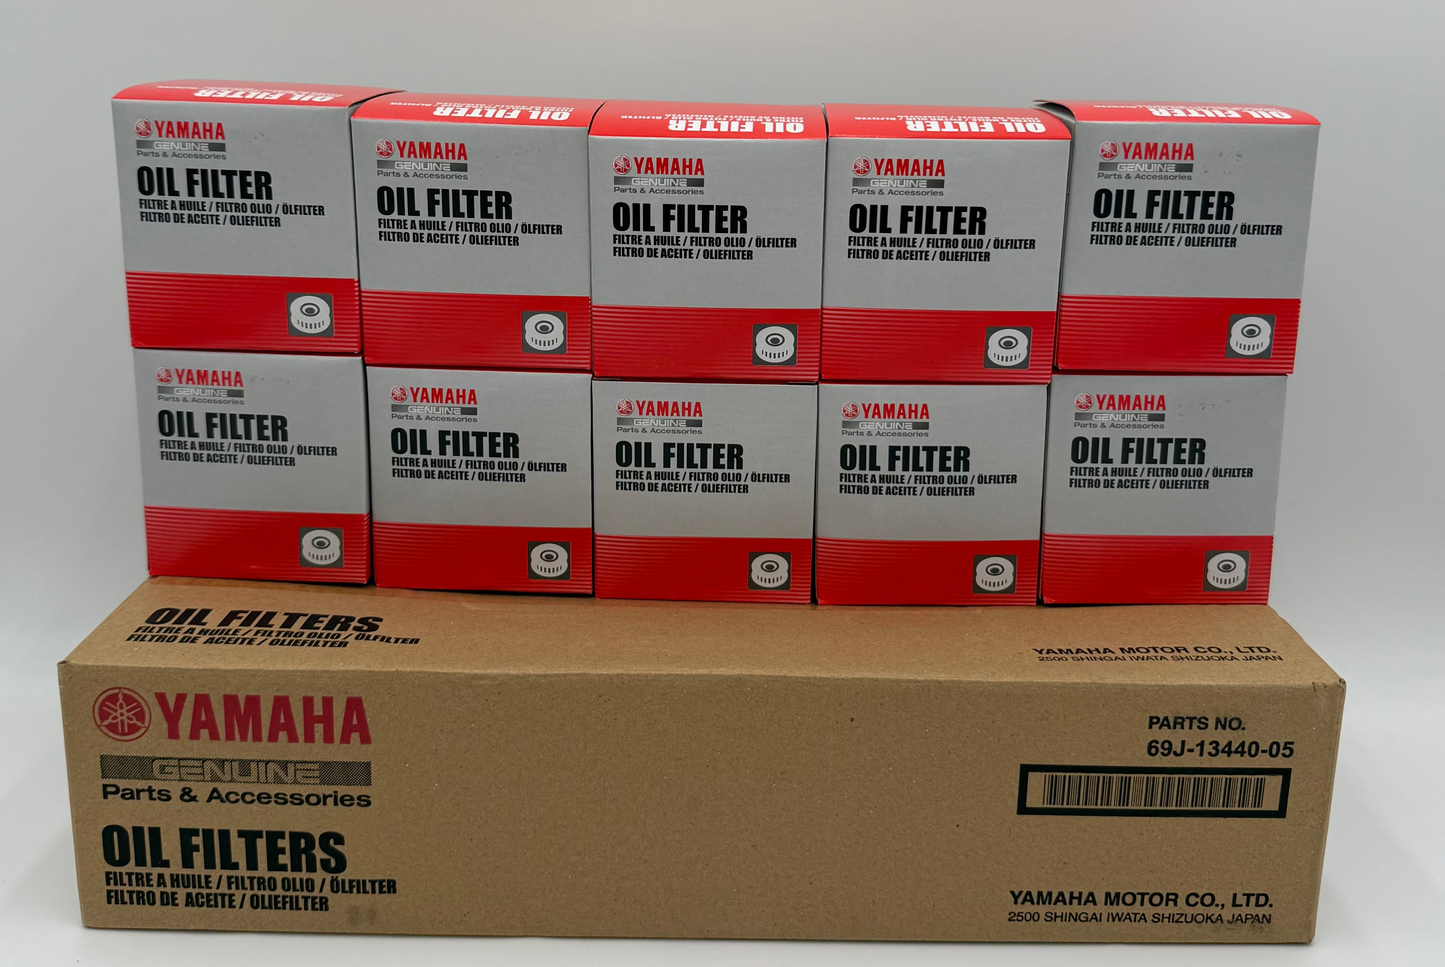 OIL FILTER
YAMAHA
GENUINE
Parts & Accessories
OIL FILTER
FILTRE A HUILE / FILTRO OLIO / ÖLFILTER
FILTRO DE ACEITE / OLIEFILTER
OIL FILTER
YAMAHA
GENUINE
Parts & Accessories
OIL FILTER
FILTRE A HUILE / FILTRO OLIO / ÖLFILTER
FILTRO DE ACEITE / OLIEFILTER
OIL FILTER
YAMAHA
GENUINE
Parts & Accessories
OIL FILTER
FILTRE A HUILE / FILTRO OLIO / ÖLFILTER
FILTRO DE ACEITE / OLIEFILTER
OIL FILTER
YAMAHA
GENUINE
Parts & Accessories
OIL FILTER
FILTRE A HUILE / FILTRO OLIO / ÖLFILTER
FILTRO DE ACEITE / OLIEFILTER
OIL FILTER
YAMAHA
GENUINE
Parts & Accessories
OIL FILTER
FILTRE A HUILE / FILTRO OLIO / ÖLFILTER
FILTRO DE ACEITE / OLIEFILTER
YAMAHA
GENUINE
Parts & Accessories
OIL FILTER
FILTRE A HUILE / FILTRO OLIO / ÖLFILTER
FILTRO DE ACEITE / OLIEFILTER
YAMAHA
GENUINE
Parts & Accessories
OIL FILTER
FILTRE A HUILE / FILTRO OLIO / ÖLFILTER
FILTRO DE ACEITE / OLIEFILTER
YAMAHA
GENUINE
Parts & Accessories
OIL FILTER
FILTRE A HUILE / FILTRO OLIO / ÖLFILTER
FILTRO DE ACEITE / OLIEFILTER
YAMAHA
GENUINE
Parts & Accessories
OIL FILTER
FILTRE A HUILE / FILTRO OLIO / ÖLFILTER
FILTRO DE ACEITE / OLIEFILTER
YAMAHA
GENUINE
Parts & Accessories
OIL FILTER
FILTRE A HUILE / FILTRO OLIO / ÖLFILTER
FILTRO DE ACEITE / OLIEFILTER
OIL FILTERS
FILTRE A HUILE / FILTRO OLIO / ÖLFILTER
FILTRO DE ACEITE / OLIEFILTER
YAMAHA MOTOR CO., LTD.
2500 SHINGAI IWATA SHIZUOKA JAPAN
YAMAHA
GENUINE
Parts & Accessories
OIL FILTERS
FILTRE A HUILE / FILTRO OLIO / ÖLFILTER
FILTRO DE ACEITE / OLIEFILTER
PARTS NO.
69J-13440-05
YAMAHA MOTOR CO., LTD.
2500 SHINGAI IWATA SHIZUOKA JAPAN